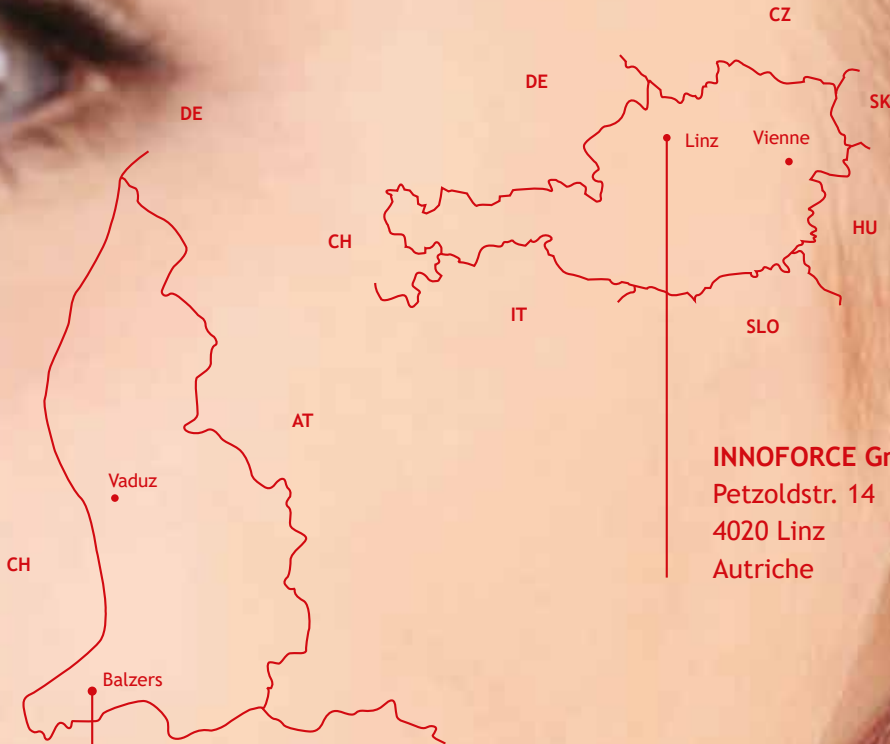 CZ
DE
SK
DE
Linz
Vienne
HU
CH
IT
SLO
AT
INNOFORCE
Petzoldstr. 14
Vaduz
4020 Linz
CH
Autriche
Balzers